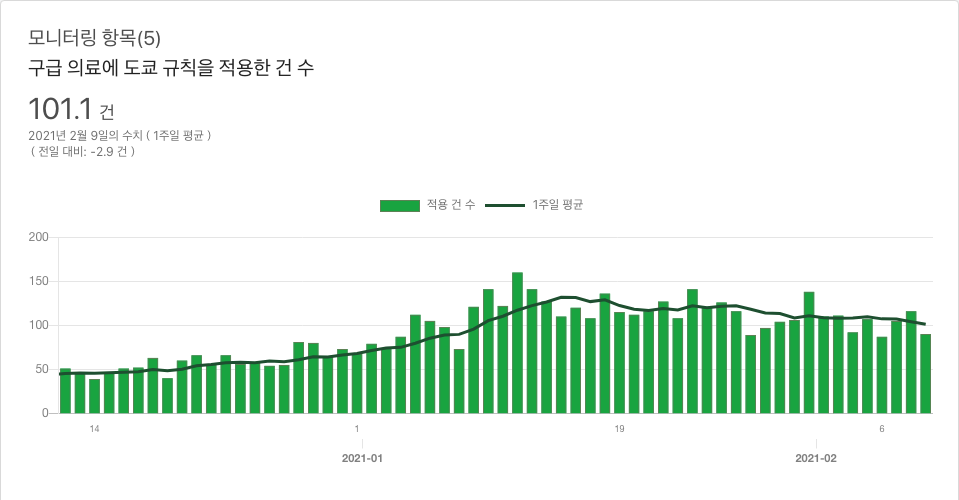 모니터링 항목(5)
구급 의료에 도쿄 규칙을 적용한 건 수
101.1 건
2021년 2월 9일의 수치 ( 1주일 평균 )
( 전일 대비: -2.9 건 )
적용 건 수 1주일 평균
200
150
100
50
0
14 1 19 6
2021-01 2021-02